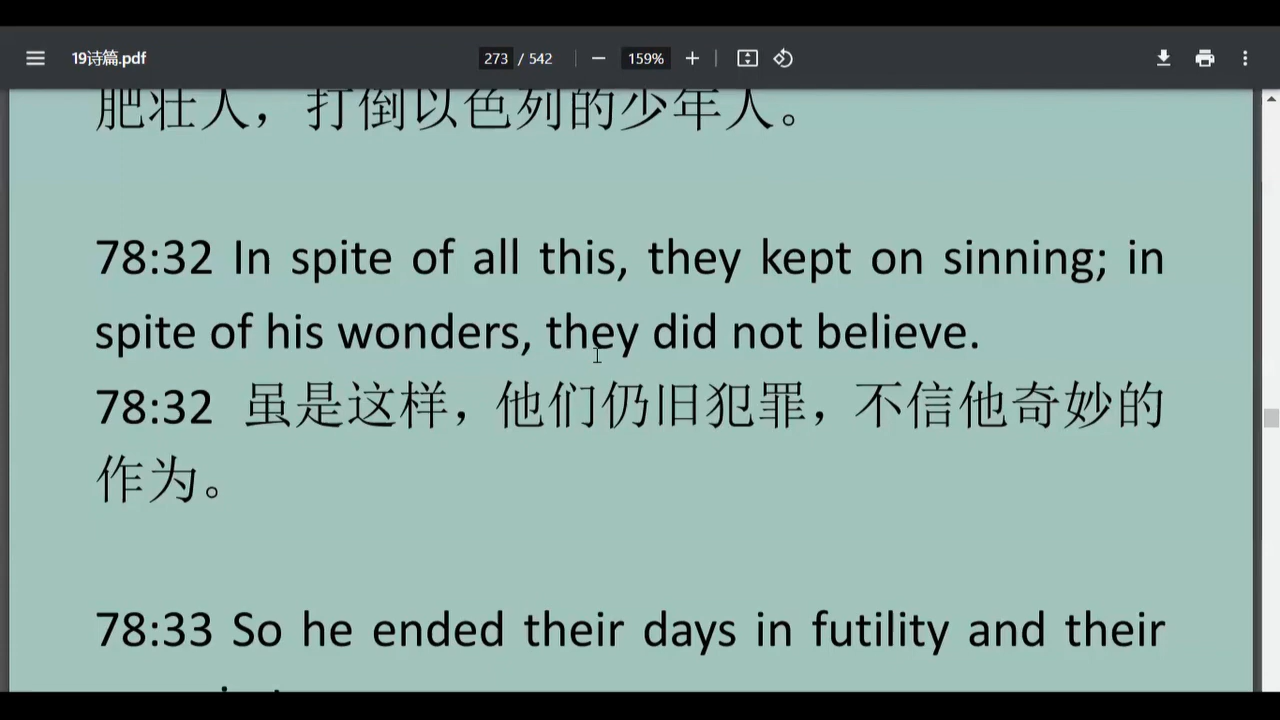 19诗篇.pdf
273 / 542
159%
肥壮人，打倒以色列的少年人。
78:32 In spite of all this, they kept on sinning; in
spite of his wonders, they did not believe.
78:32 虽是这样，他们仍旧犯罪，不信他奇妙的
作为。
78:33 So he ended their days in futility and their